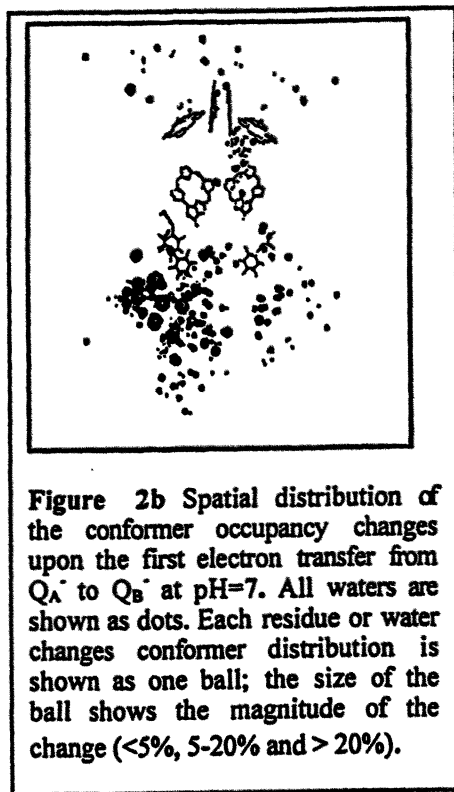 Figure 2b Spatial distribution of
the conformer occupancy changes
upon the first electron transfer from
QA- to QB- at pH=7. All waters are
shown as dots. Each residue or water
changes conformer distribution is
shown as one ball; the size of the
ball shows the magnitude of the
change (<5%, 5-20% and > 20%).